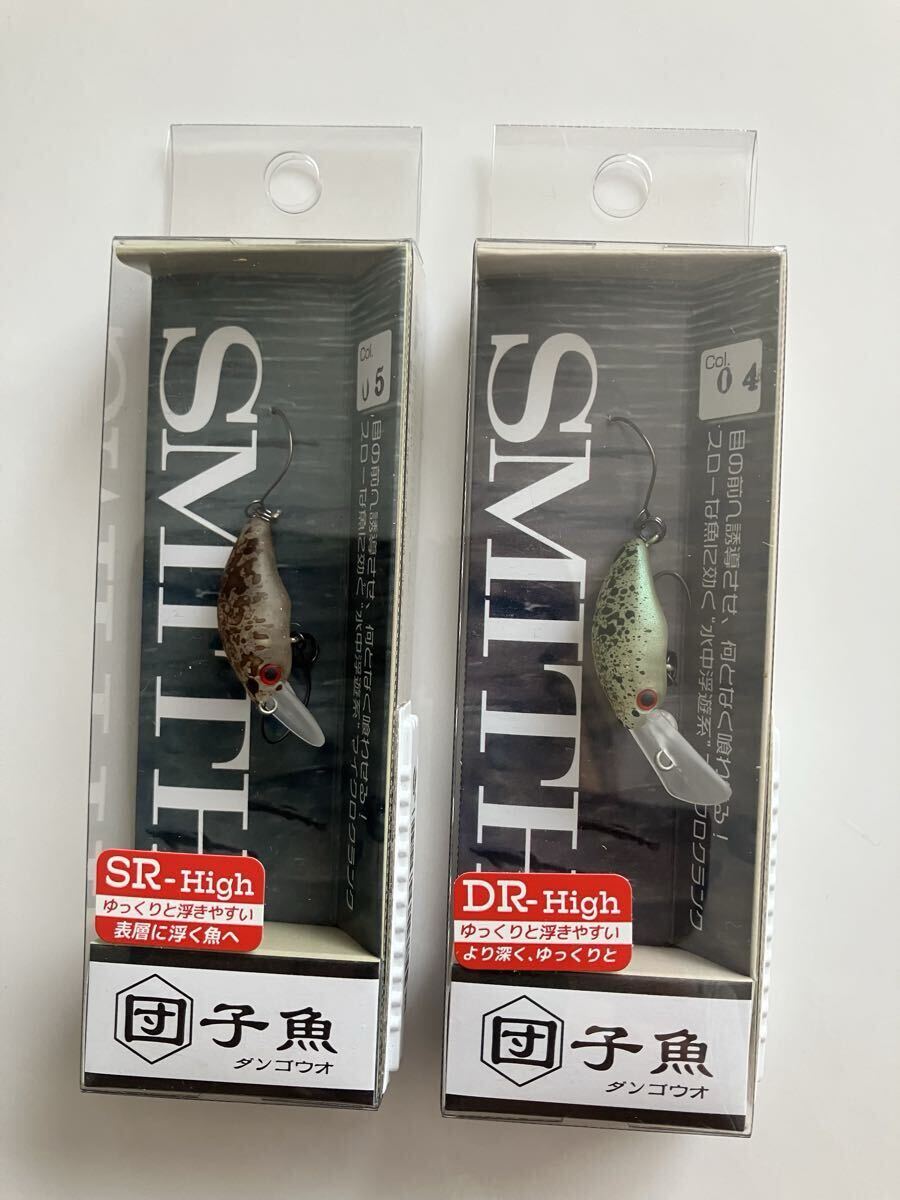 SMITH
Col.
05
目の前へ誘導させ、何となく喰わせる!
スローな魚に効く"水中浮遊系"マイクロクランク
SR-High
ゆっくりと浮きやすい
表層に浮く魚へ
団子魚
ダンゴウオ
SMITH
Col.
04
目の前へ誘導させ、何となく喰わせる!
スローな魚に効く"水中浮遊系"マイクロクランク
DR-High
ゆっくりと浮きやすい
より深く、ゆっくりと
団子魚
ダンゴウオ